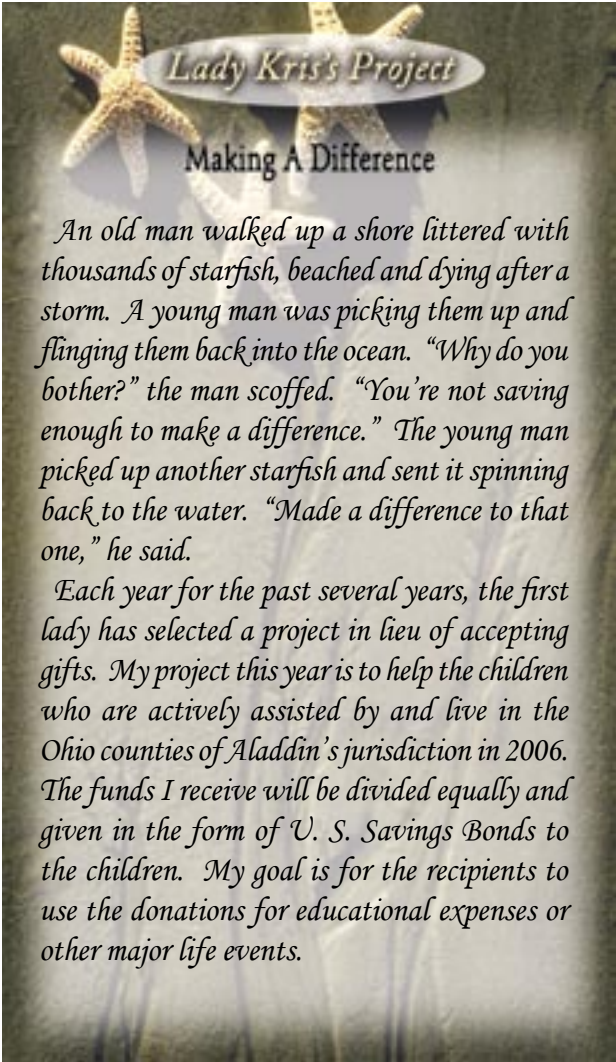 Lady Kris's Project
Making A Difference
An old man walked up a shore littered with
thousands of starfish, beached and dying after a
storm. A young man was picking them up and
flinging them back into the ocean. “Why do you
bother?” the man scoffed. “You’re not saving
enough to make a difference.” The young man
picked up another starfish and sent it spinning
back to the water. “Made a difference to that
one,” he said.
Each year for the past several years, the first
lady has selected a project in lieu of accepting
gifts. My project this year is to help the children
who are actively assisted by and live in the
Ohio counties of Aladdin’s jurisdiction in 2006.
The funds I receive will be divided equally and
given in the form of U. S. Savings Bonds to
the children. My goal is for the recipients to
use the donations for educational expenses or
other major life events.